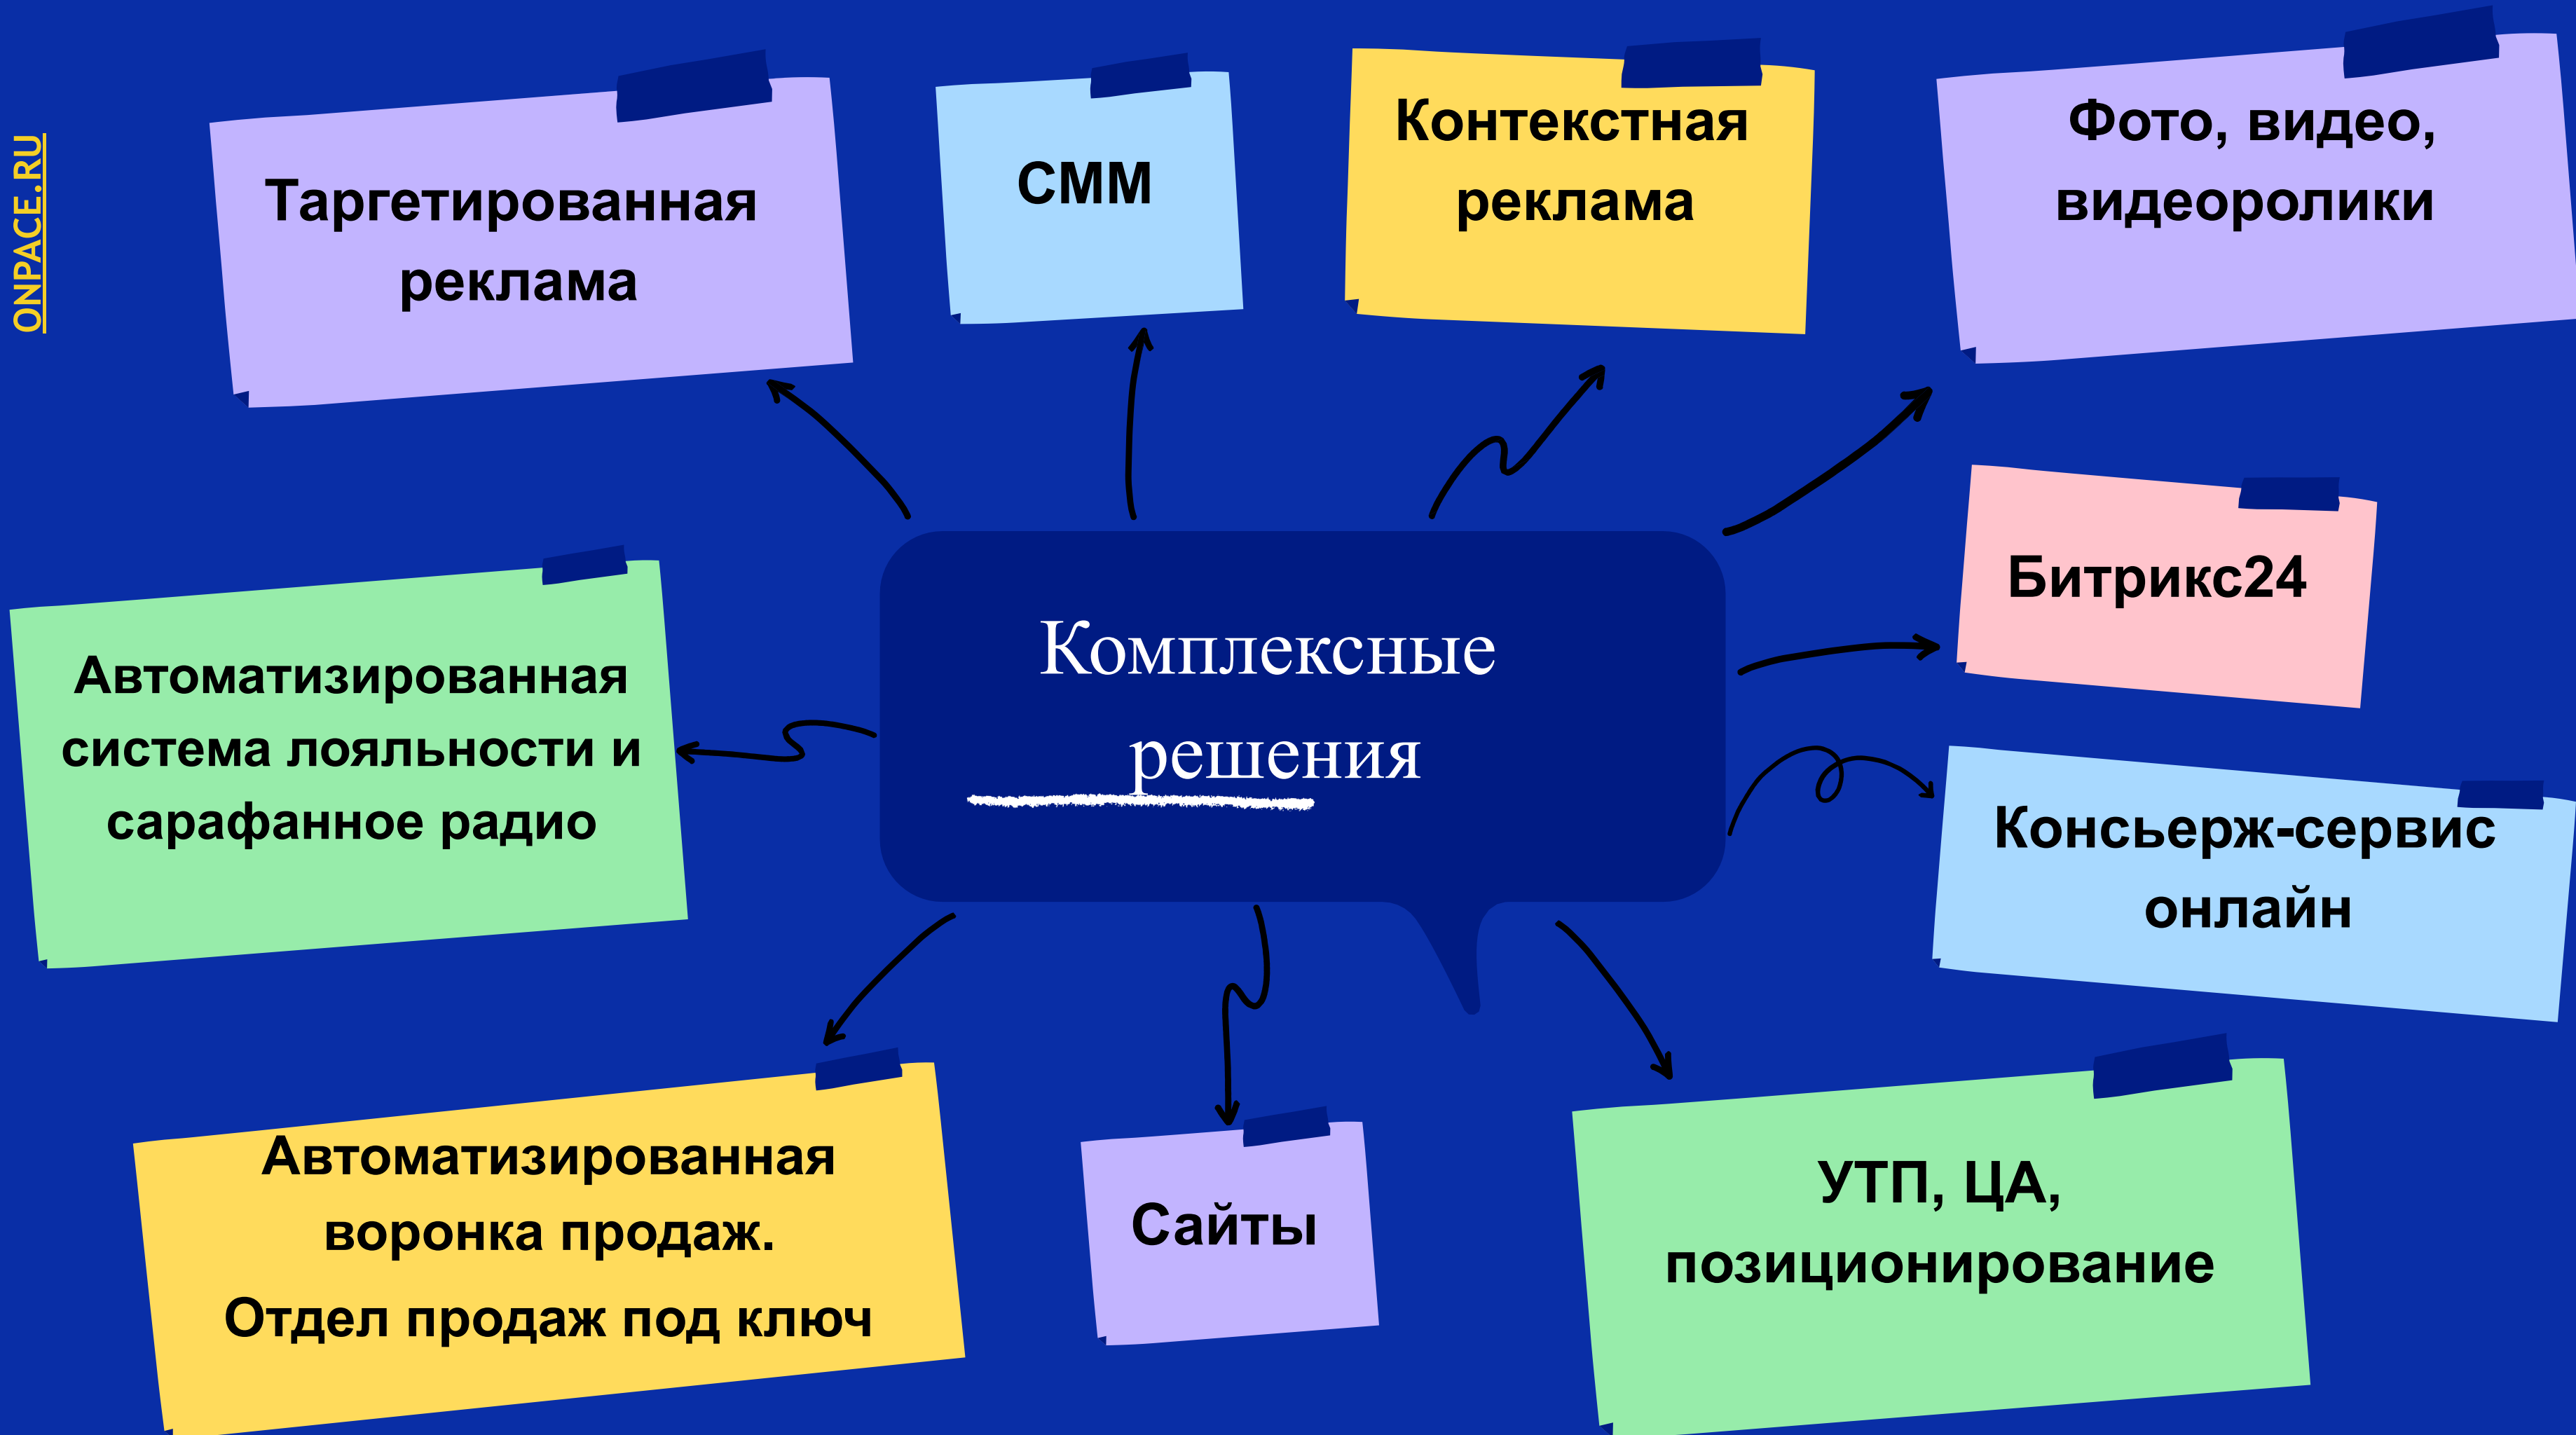 ONPACE.RU
Таргетированная
реклама
СММ
Контекстная
реклама
Фото, видео,
видеоролики
Битрикс24
Автоматизированная
система лояльности и
сарафанное радио
Комплексные
решения
Консьерж-сервис
онлайн
Автоматизированная
воронка продаж.
Отдел продаж под ключ
Сайты
УТП, ЦА,
позиционирование